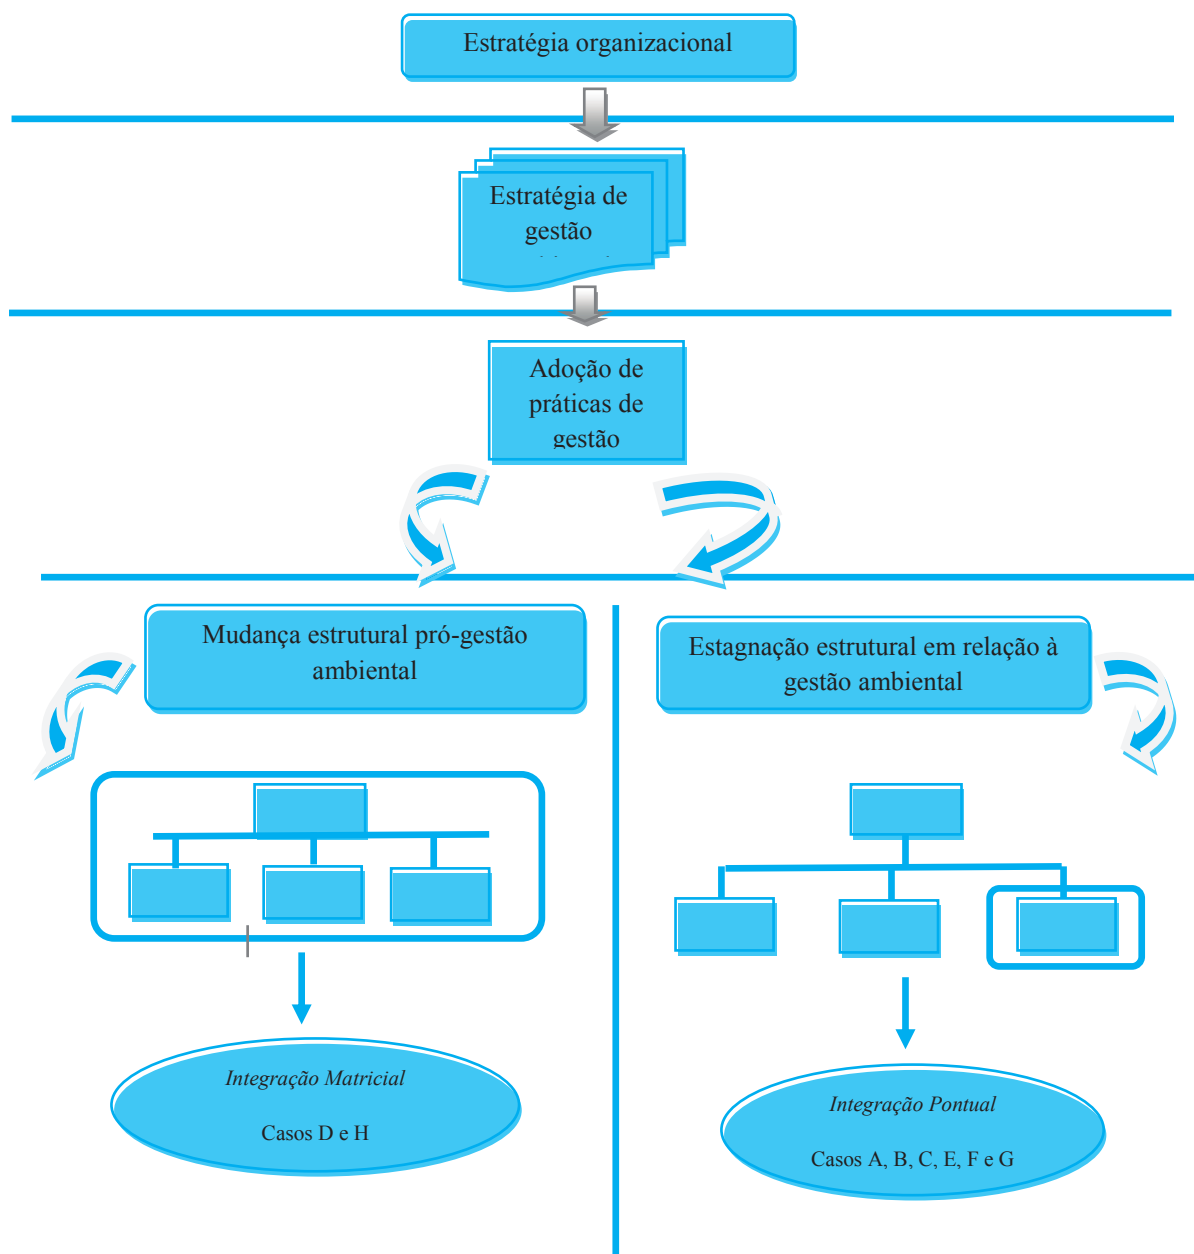 Estratégia organizacional
Estratégia de
gestão
Adoção de
práticas de
gestão
Mudança estrutural pró-gestão
ambiental
Estagnação estrutural em relação à
gestão ambiental
Integração Matricial
Casos D e H
Integração Pontual
Casos A, B, C, E, F e G